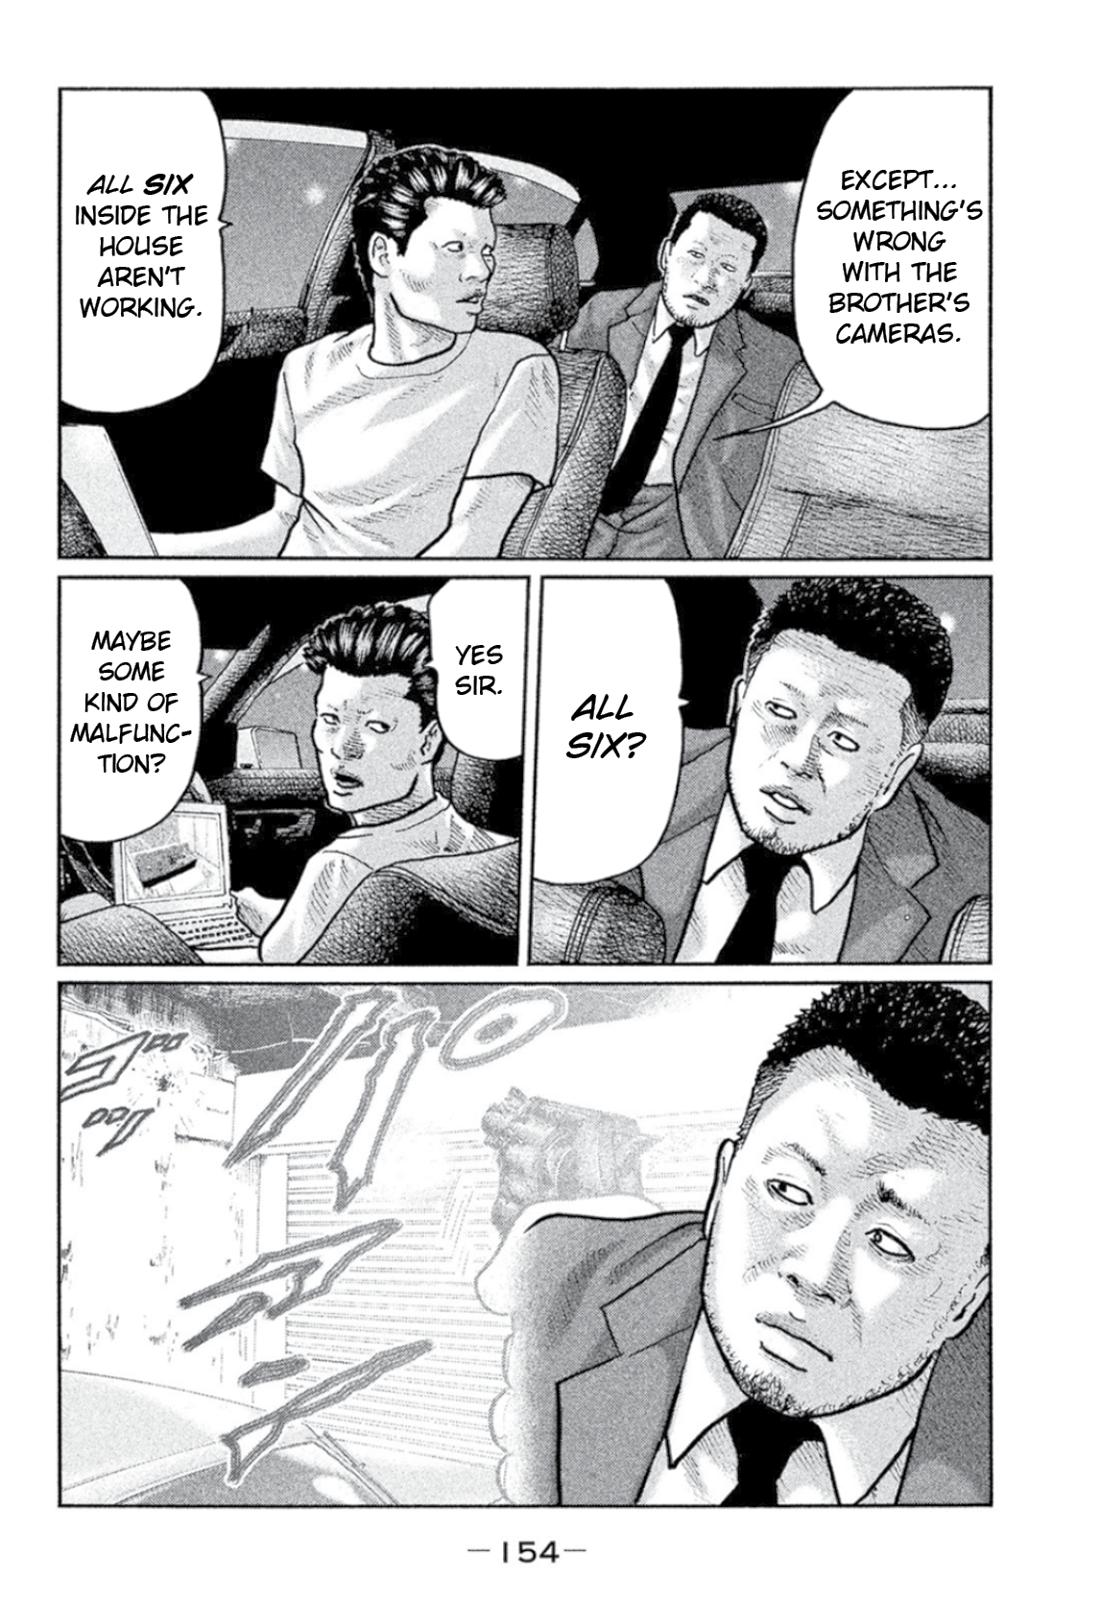 EXCEPT...
SOMETHING'S
WRONG
WITH THE
BROTHER'S
CAMERAS.
ALL SIX
INSIDE THE
HOUSE
AREN'T
WORKING.
ALL
SIX?
YES
SIR.
MAYBE
SOME
KIND OF
MALFUNC-
TION?
—154—